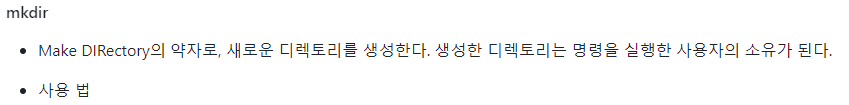 mkdir
Make DIRectory의 약자로, 새로운 디렉토리를 생성한다. 생성한 디렉토리는 명령을 실행한 사용자의 소유가 된다.
사용 법